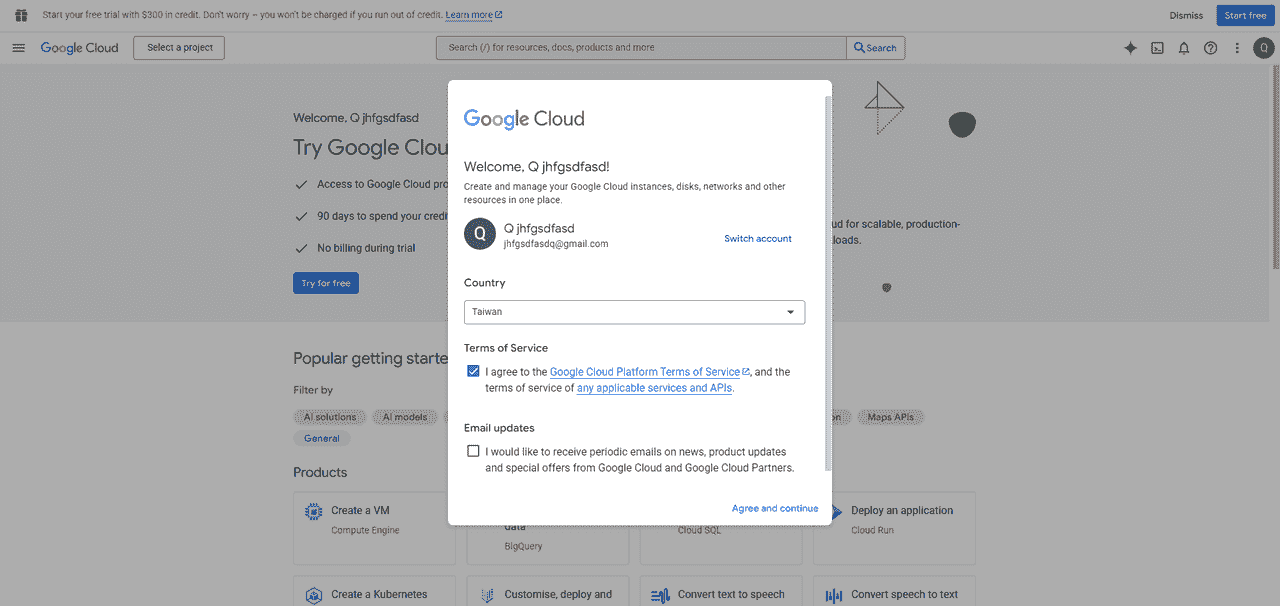 Start your free trial with $300 in credit. Don't worry – you won't be charged if you run out of credit. Learn more
Dismiss
Start free
Google Cloud
Select a project
Search (/) for resources, docs, products and more
Search
Q
Welcome, Q jhfgsdfasd
Try Google Clou
Access to Google Cloud pro
90 days to spend your credi
No billing during trial
Try for free
ud for scalable, production-
loads.
Google Cloud
Welcome, Q jhfgsdfasd!
Create and manage your Google Cloud instances, disks, networks and other
resources in one place.
Q
Q jhfgsdfasd
jhfgsdfasdq@gmail.com
Switch account
Country
Taiwan
Terms of Service
I agree to the Google Cloud Platform Terms of Service, and the
terms of service of any applicable services and APIs.
Email updates
I would like to receive periodic emails on news, product updates
and special offers from Google Cloud and Google Cloud Partners.
Agree and continue
Popular getting starte
Filter by
AI solutions
AI models
on
Maps APIs
General
Products
Create a VM
Compute Engine
data
BigQuery
Cloud SQL
Deploy an application
Cloud Run
Create a Kubernetes
Customise, deploy and
Convert text to speech
Convert speech to text